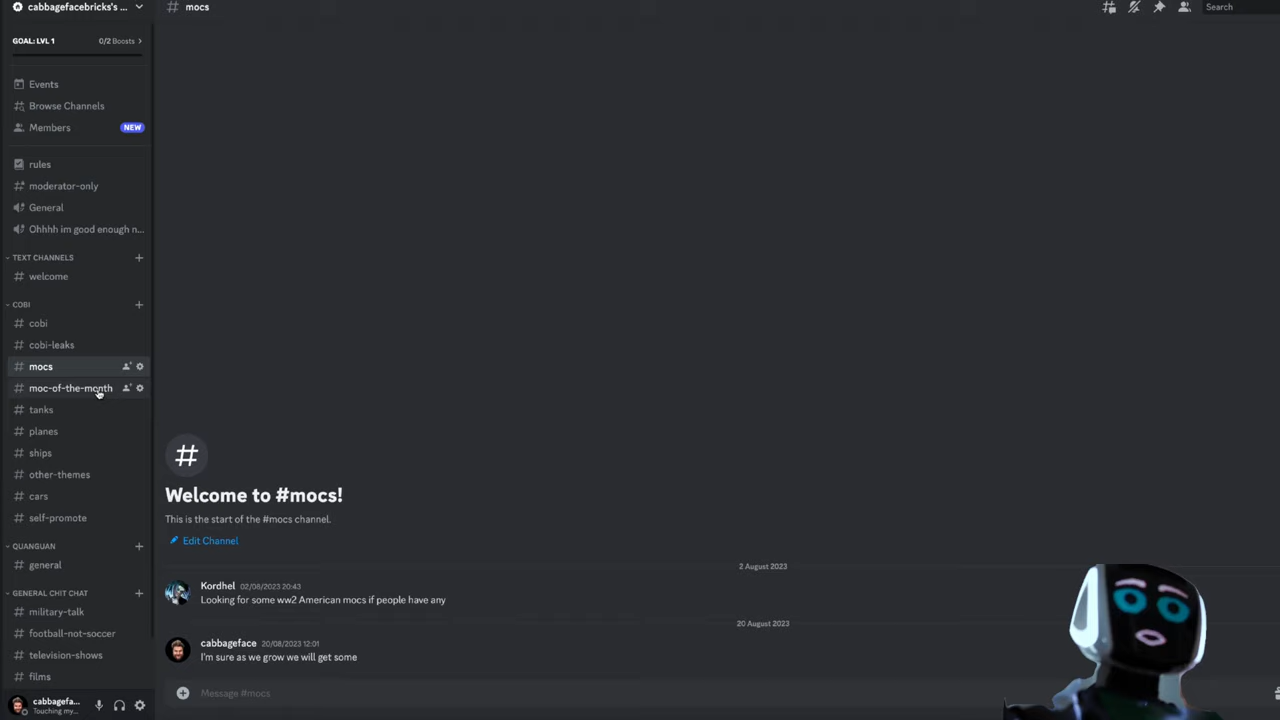 cabbagefacebricks's ...
mocs
Search
GOAL: LVL 1
0/2 Boosts
Events
Browse Channels
Members
NEW
rules
moderator-only
General
Ohhhh im good enough n...
TEXT CHANNELS
welcome
COBI
cobi
cobi-leaks
mocs
moc-of-the-month
tanks
planes
ships
other-themes
cars
self-promote
QUANGUAN
general
GENERAL CHIT CHAT
military-talk
football-not-soccer
television-shows
films
cabbagefa...
Touching my...
Welcome to #mocs!
This is the start of the #mocs channel.
Edit Channel
2 August 2023
Kordhel 02/08/2023 20:43
Looking for some ww2 American mocs if people have any
20 August 2023
cabbageface 20/08/2023 12:01
I'm sure as we grow we will get some
Message #mocs